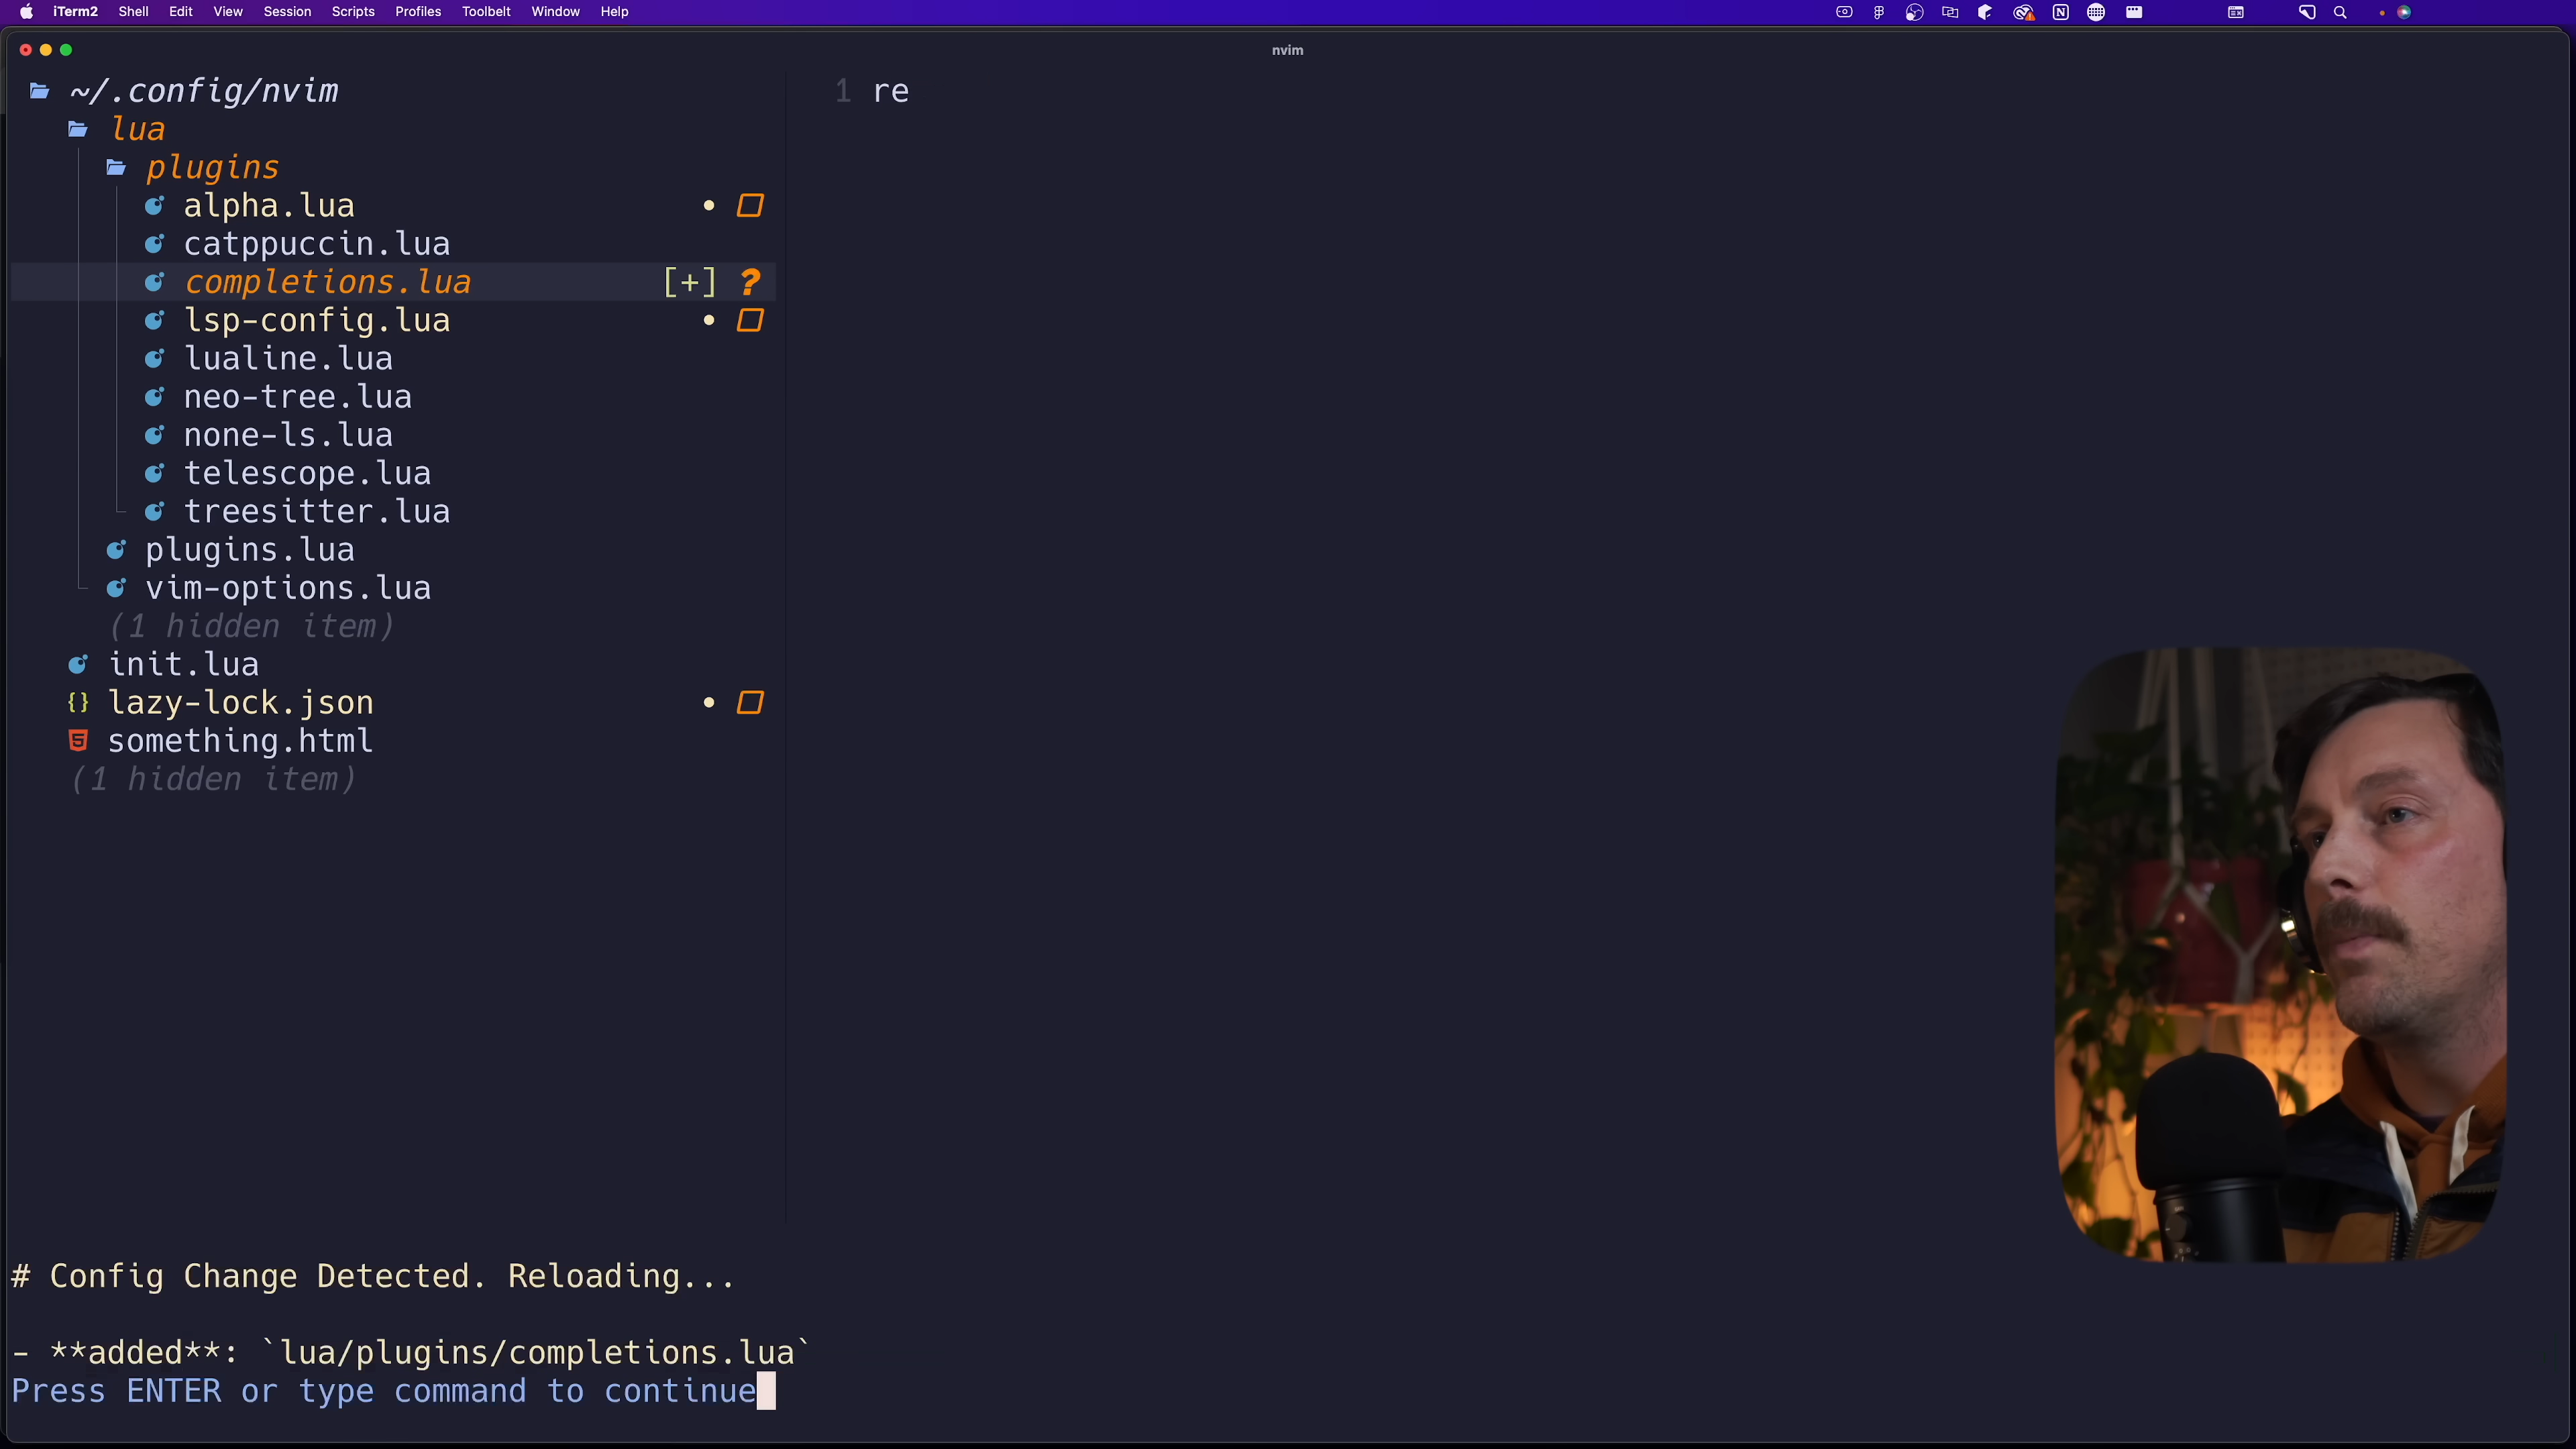 iTerm2 Shell Edit View Session Scripts Profiles Toolbelt Window Help
nvim
~/.config/nvim
lua
plugins
alpha.lua
catppuccin.lua
completions.lua [+] ?
lsp-config.lua
lualine.lua
neo-tree.lua
none-ls.lua
telescope.lua
treesitter.lua
plugins.lua
vim-options.lua
(1 hidden item)
init.lua
{} lazy-lock.json
something.html
(1 hidden item)
1 re
# Config Change Detected. Reloading...
- **added**: `lua/plugins/completions.lua`
Press ENTER or type command to continue